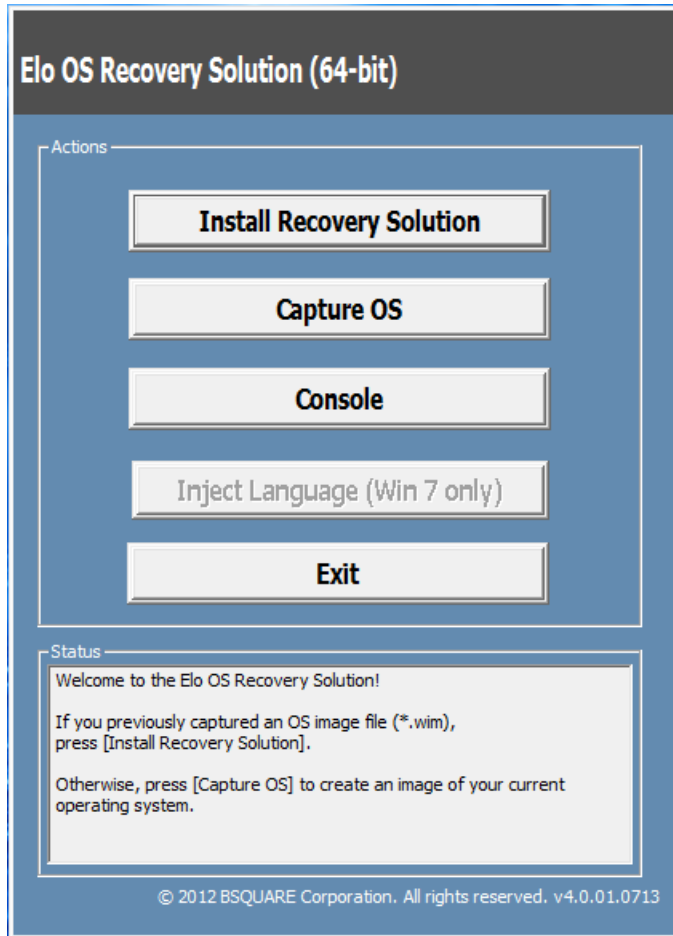 Elo OS Recovery Solution (64-bit)
Actions
Install Recovery Solution
Capture OS
Console
Inject Language (Win 7 only)
Exit
Status
Welcome to the Elo OS Recovery Solution!
If you previously captured an OS image file (*.wim),
press [Install Recovery Solution].
Otherwise, press [Capture OS] to create an image of your current
operating system.
© 2012 BSQUARE Corporation. All rights reserved. v4.0.01.0713